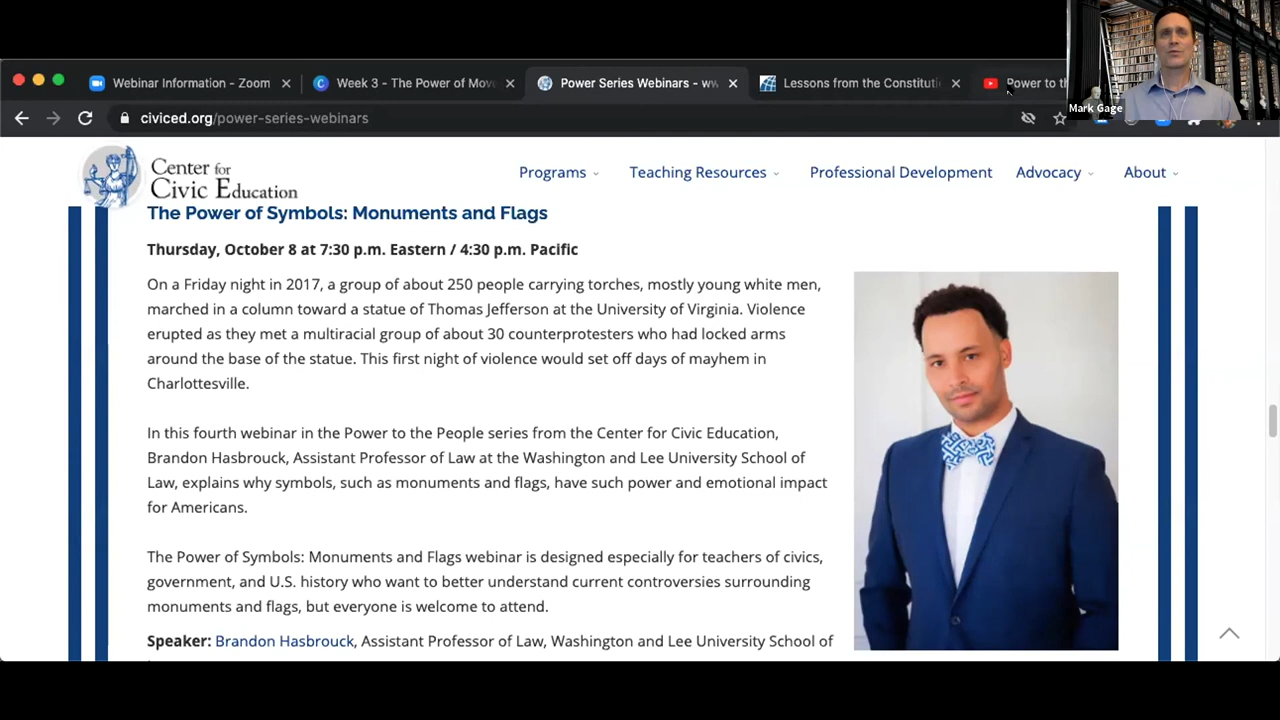 Webinar Information - Zoom
Week 3 - The Power of Mov
Power Series Webinars - ww
Lessons from the Constituti
Power to th
Mark Gage
civiced.org/power-series-webinars
Center for
Civic Education
Programs
Teaching Resources
Professional Development
Advocacy
About
The Power of Symbols: Monuments and Flags
Thursday, October 8 at 7:30 p.m. Eastern / 4:30 p.m. Pacific
On a Friday night in 2017, a group of about 250 people carrying torches, mostly young white men,
marched in a column toward a statue of Thomas Jefferson at the University of Virginia. Violence
erupted as they met a multiracial group of about 30 counterprotesters who had locked arms
around the base of the statue. This first night of violence would set off days of mayhem in
Charlottesville.
In this fourth webinar in the Power to the People series from the Center for Civic Education,
Brandon Hasbrouck, Assistant Professor of Law at the Washington and Lee University School of
Law, explains why symbols, such as monuments and flags, have such power and emotional impact
for Americans.
The Power of Symbols: Monuments and Flags webinar is designed especially for teachers of civics,
government, and U.S. history who want to better understand current controversies surrounding
monuments and flags, but everyone is welcome to attend.
Speaker: Brandon Hasbrouck, Assistant Professor of Law, Washington and Lee University School of